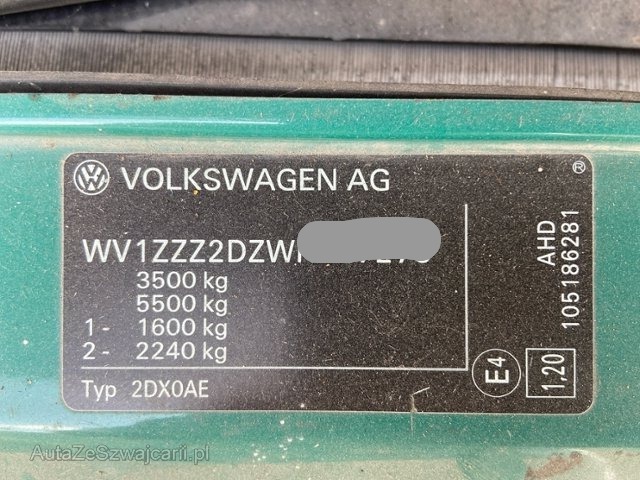 VOLKSWAGEN AG
WV1ZZZ2DZW
3500 kg
5500 kg
1- 1600 kg
2- 2240 kg
Typ 2DX0AE
E4
1,20
AHD
105186281
®
AutaZeSzwajcarii.pl